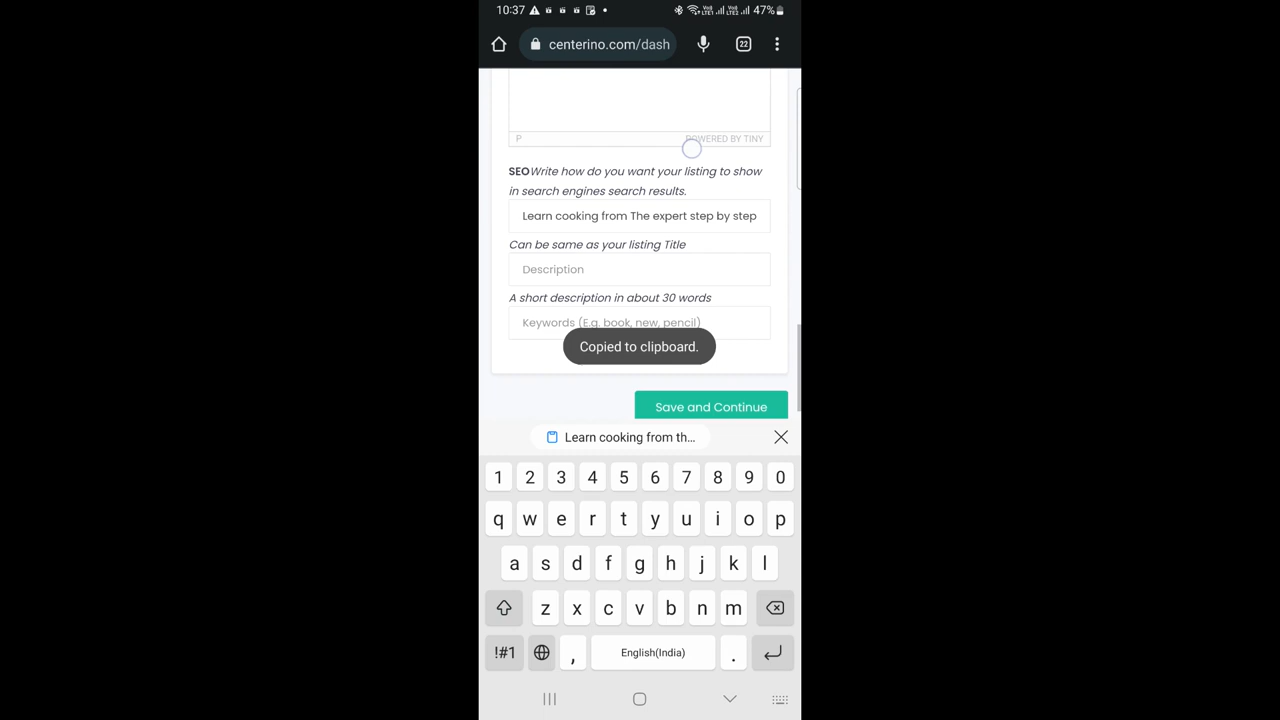 10:37
47%
centerino.com/dash
22
P
POWERED BY TINY
SEOWrite how do you want your listing to show
in search engines search results.
Learn cooking from The expert step by step
Can be same as your listing Title
Description
A short description in about 30 words
Keywords (E.g. book, new, pencil)
Copied to clipboard.
Save and Continue
Learn cooking from th...
1 2 3 4 5 6 7 8 9 0
q w e r t y u i o p
a s d f g h j k l
z x c v b n m
!#1 , English(India) .